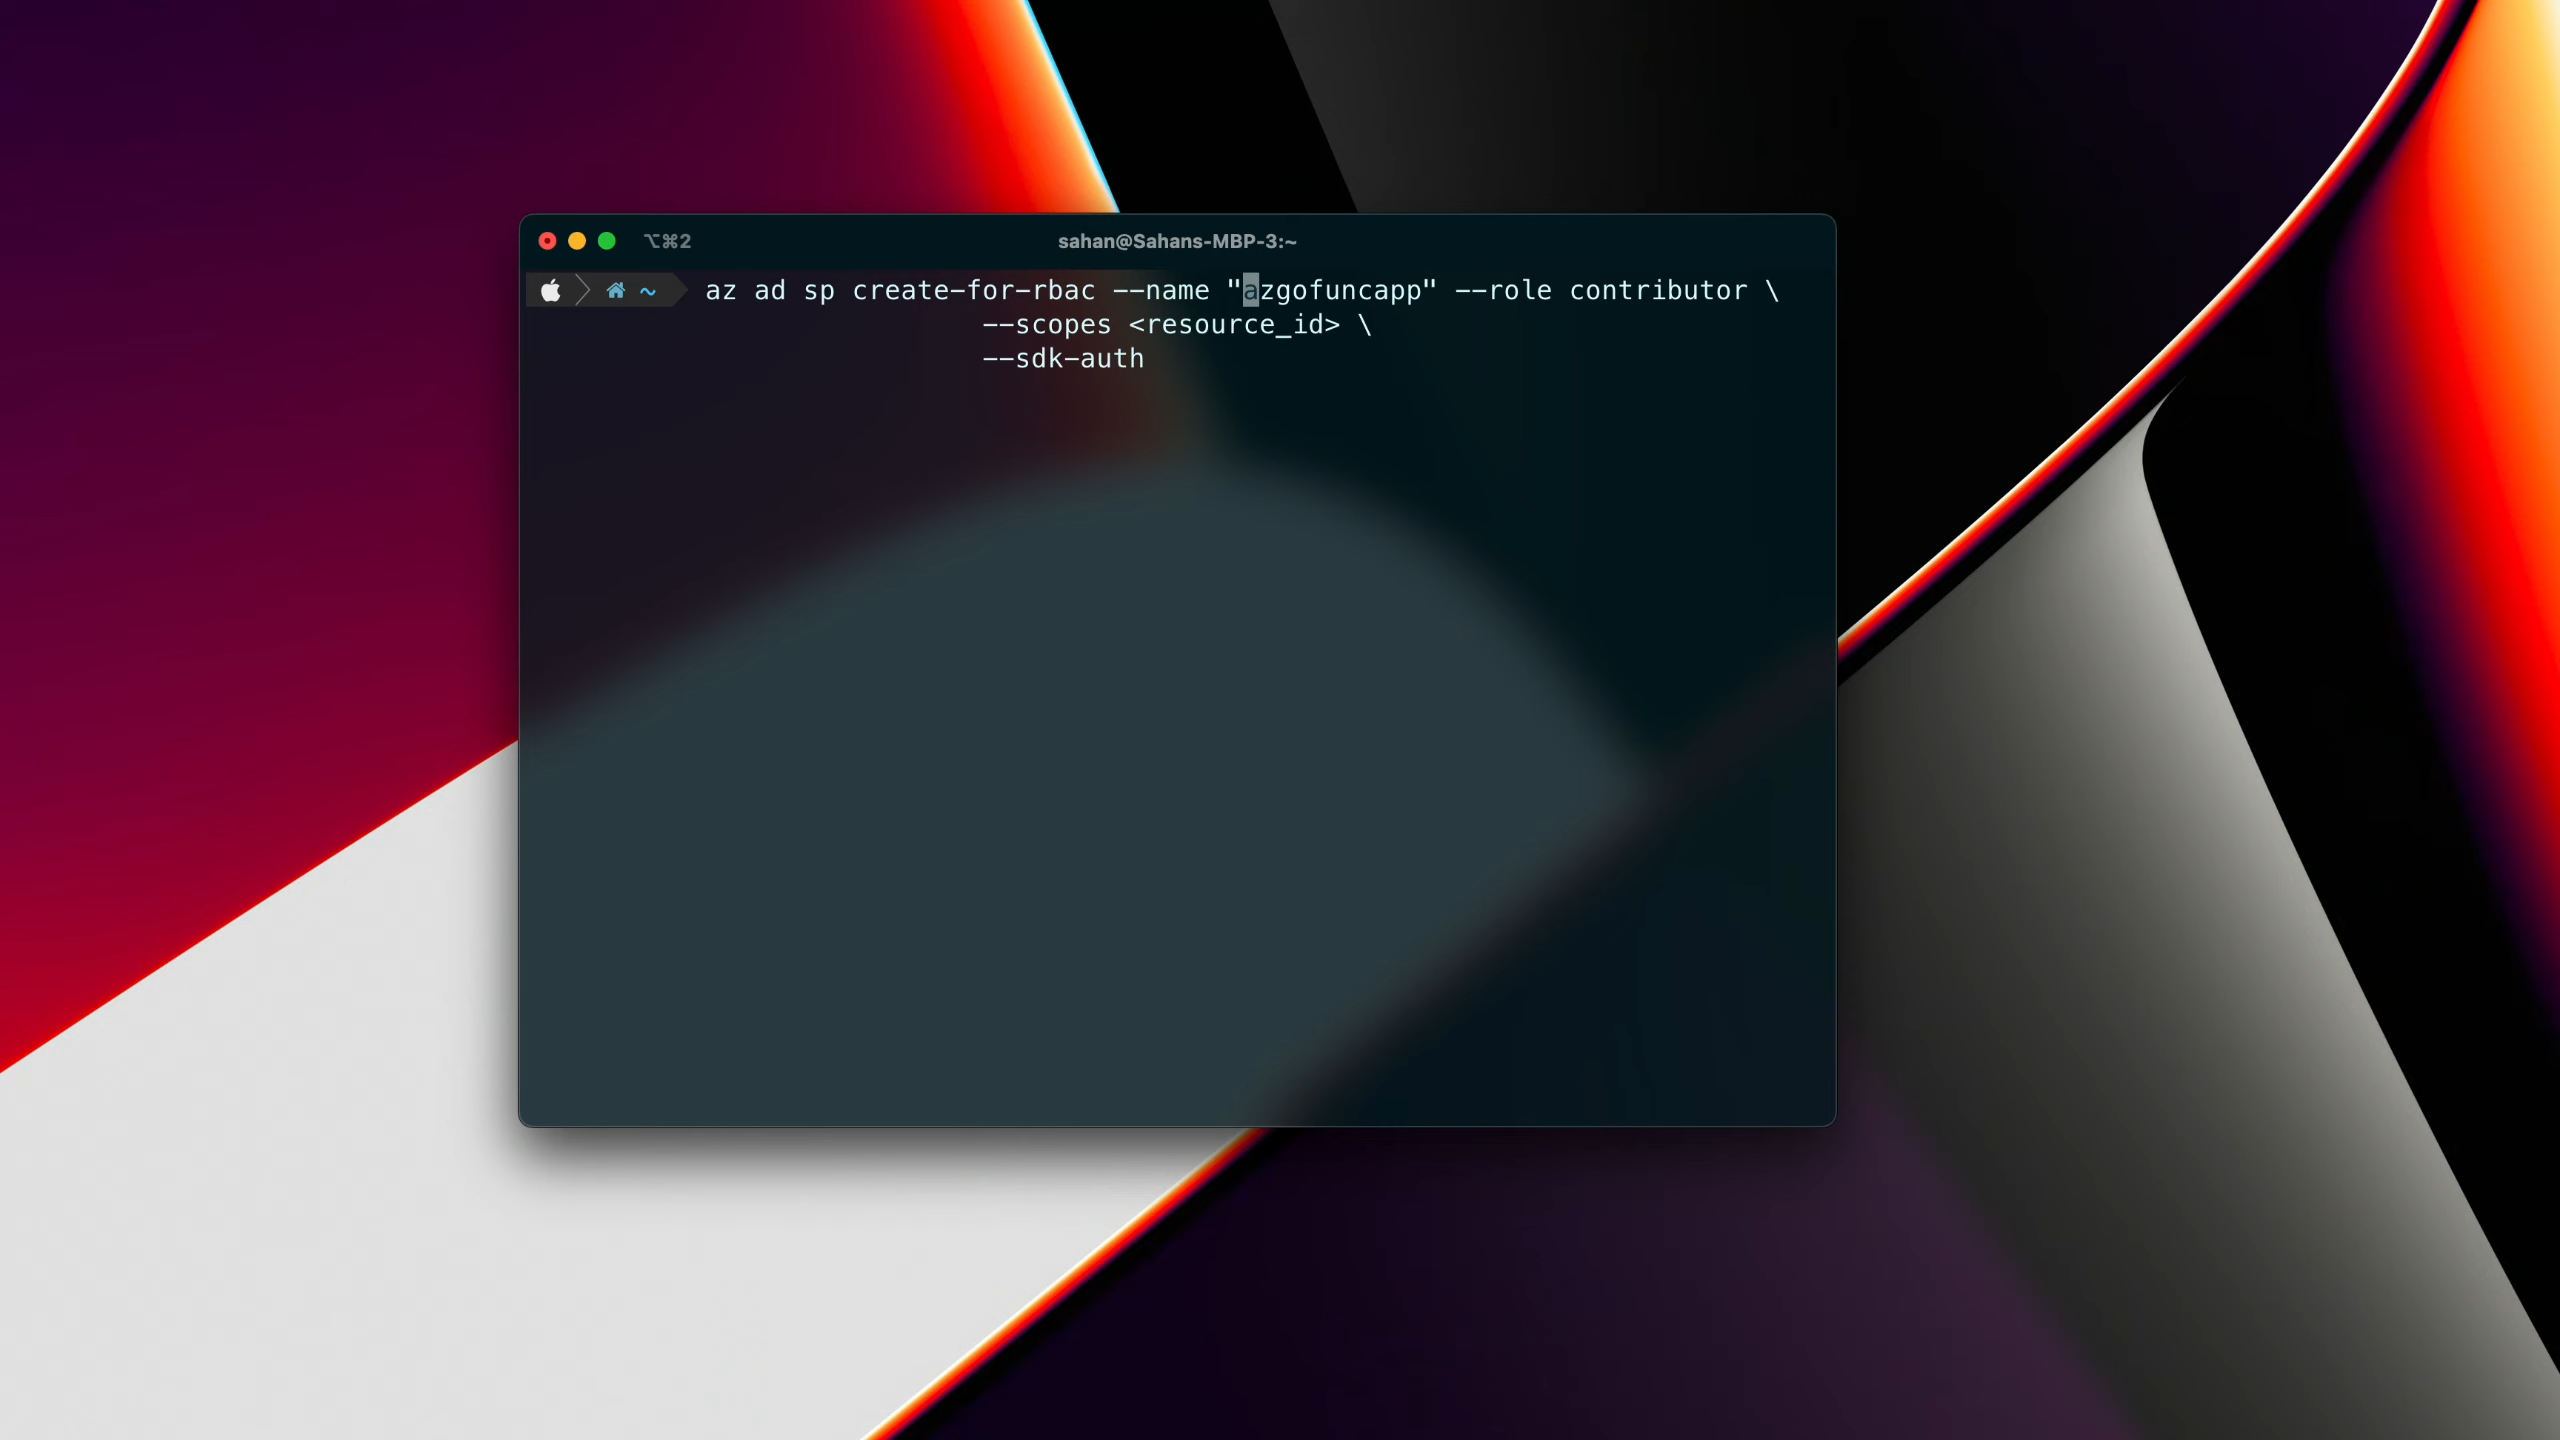 ⌥⌘2
sahan@Sahans-MBP-3:~
~ az ad sp create-for-rbac --name "azgofuncapp" --role contributor \
--scopes <resource_id> \
--sdk-auth